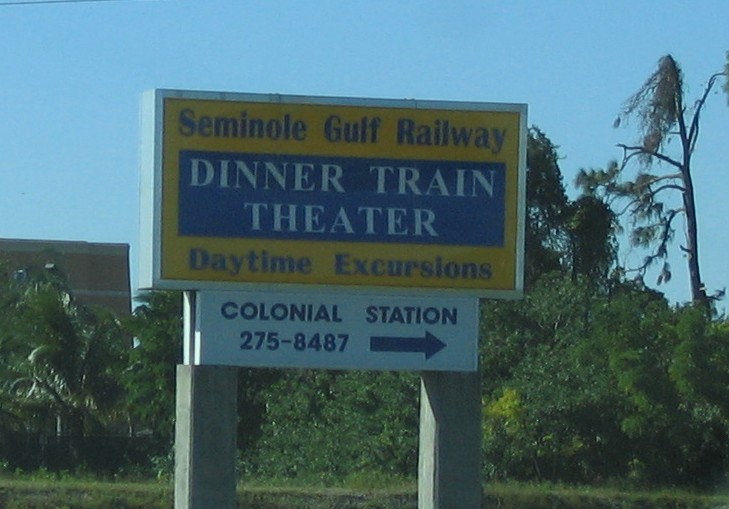 Seminole Gulf Railway
DINNER TRAIN
THEATER
Daytime Excursions
COLONIAL STATION
275-8487